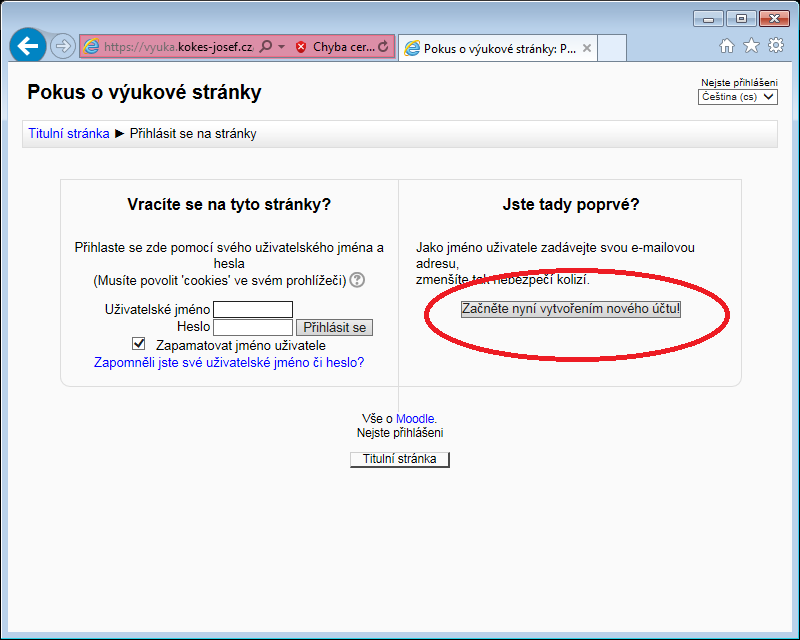 https://vyuka.kokes-josef.cz
Chyba cer...
Pokus o výukové stránky: P...
Pokus o výukové stránky
Nejste přihlášeni
Čeština (cs)
Titulní stránka ► Přihlásit se na stránky
Vracíte se na tyto stránky?
Přihlaste se zde pomocí svého uživatelského jména a
hesla
(Musíte povolit 'cookies' ve svém prohlížeči)
Uživatelské jméno
Heslo
Přihlásit se
Zapamatovat jméno uživatele
Zapomněli jste své uživatelské jméno či heslo?
Jste tady poprvé?
Jako jméno uživatele zadávejte svou e-mailovou
adresu,
zmenšíte tak nebezpečí kolizí.
Začněte nyní vytvořením nového účtu!
Vše o Moodle.
Nejste přihlášeni
Titulní stránka